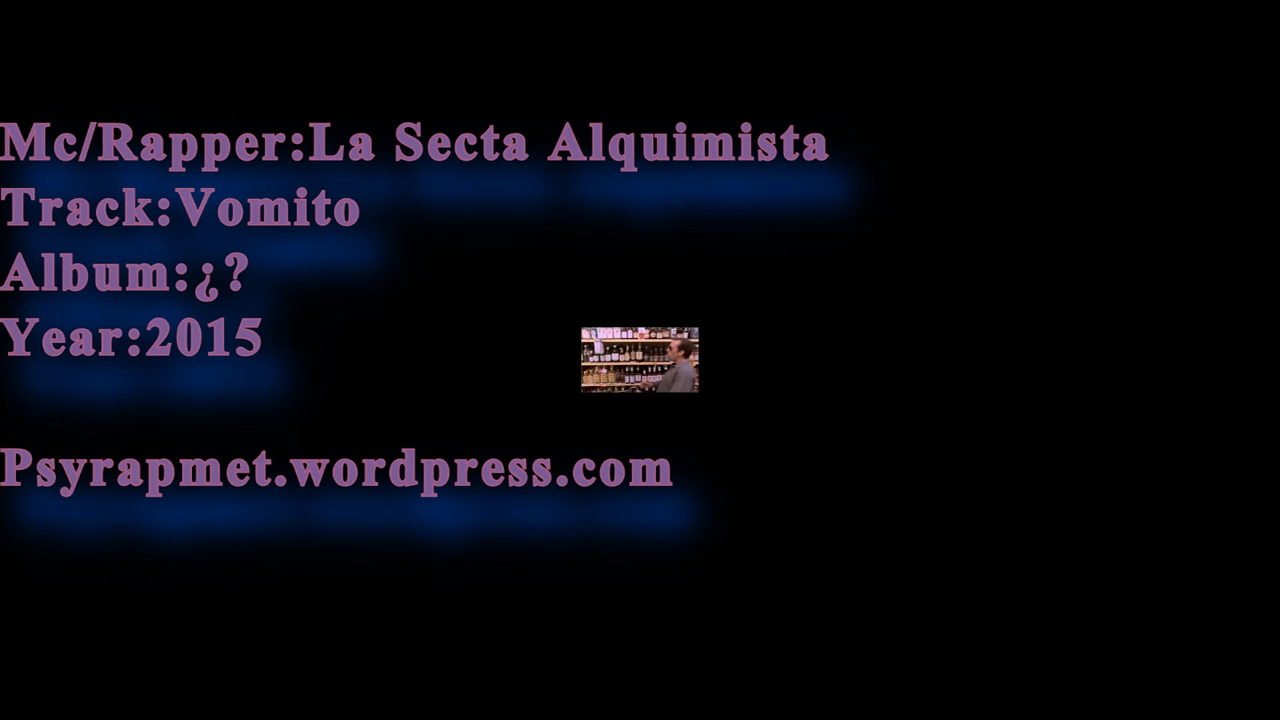 Mc/Rapper:La Secta Alquimista
Track:Vomito
Album:¿?
Year:2015
Psyrapmet.wordpress.com